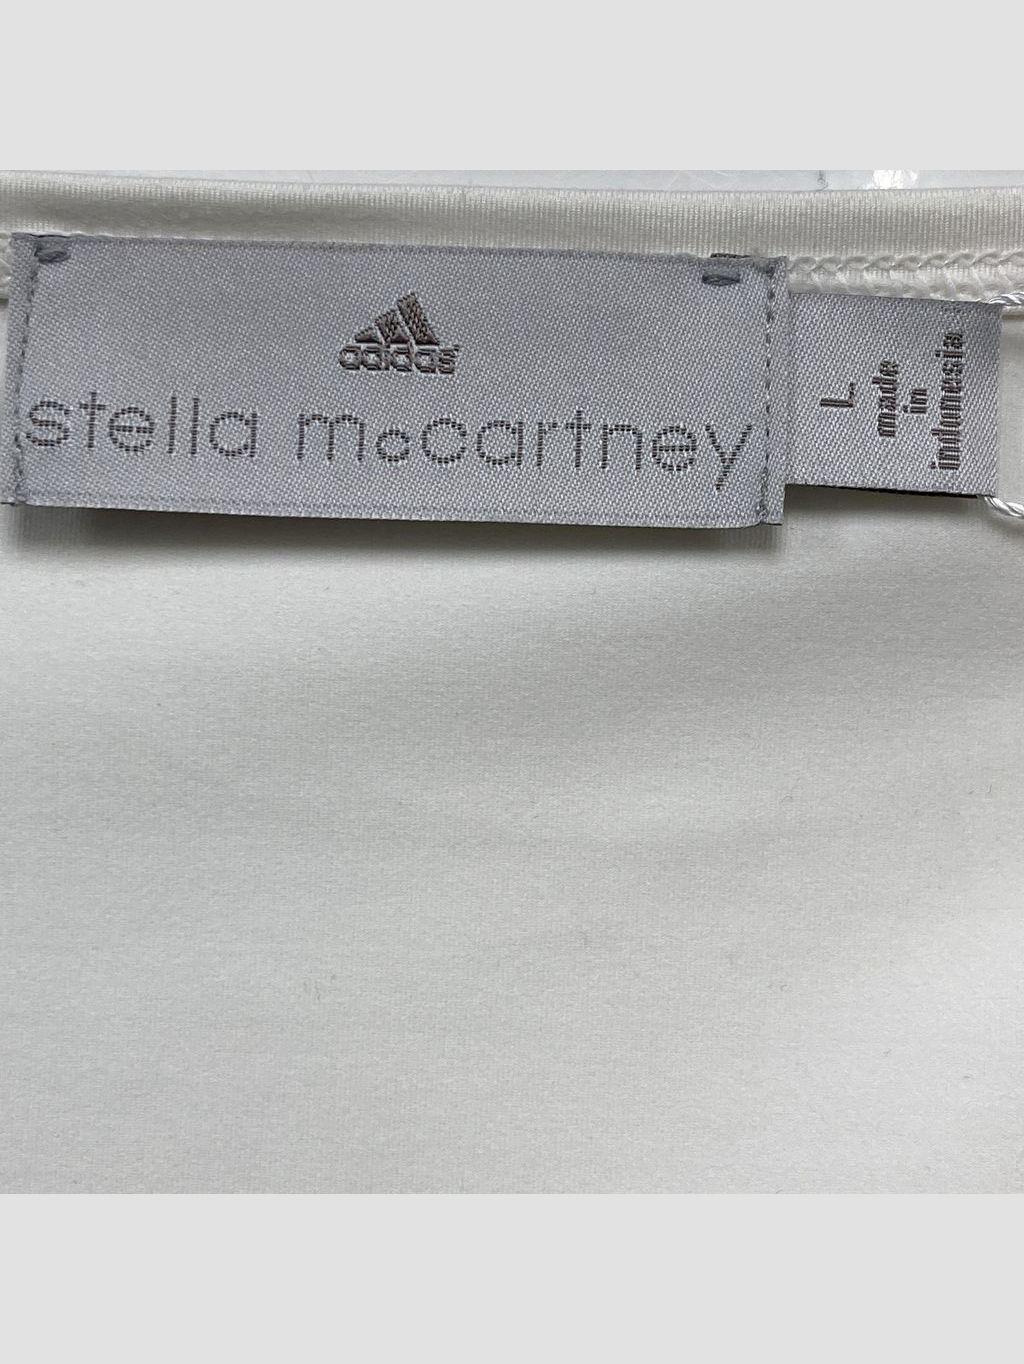 adidas
stella mccartney
L
made
in
indonesia